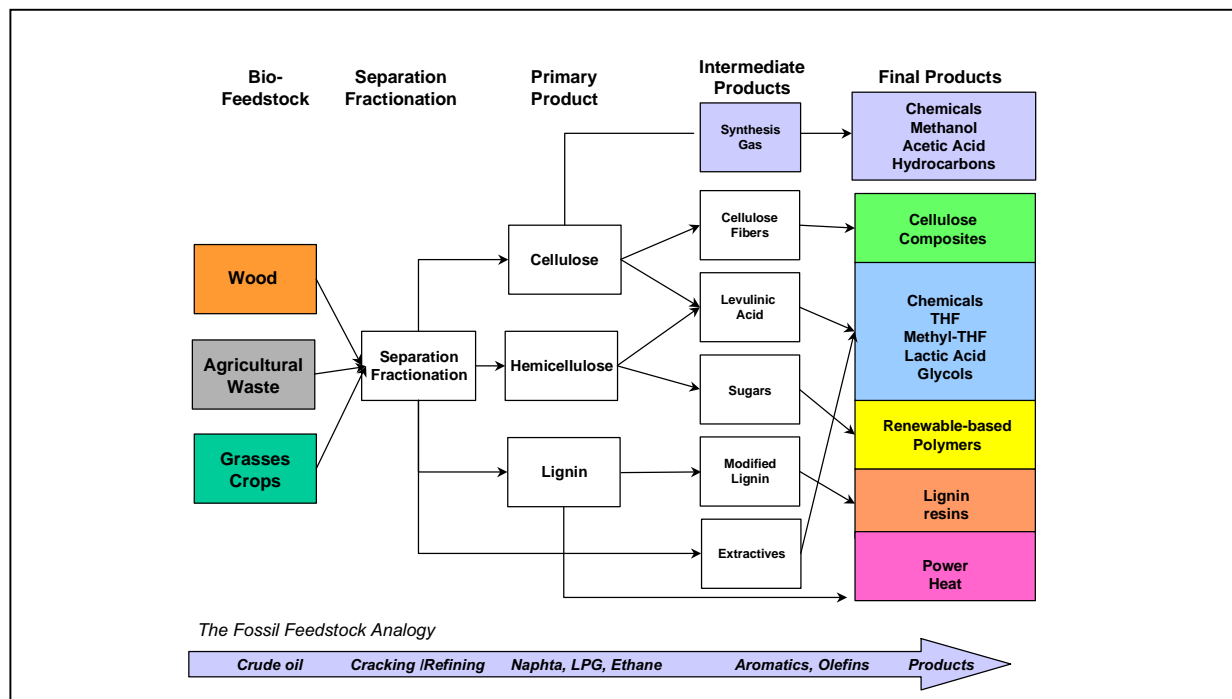 Bio-
Feedstock
Separation
Fractionation
Primary
Product
Intermediate
Products
Final Products
Synthesis
Gas
Chemicals
Methanol
Acetic Acid
Hydrocarbons
Wood
Agricultural
Waste
Grasses
Crops
Separation
Fractionation
Cellulose
Hemicellulose
Lignin
Cellulose
Fibers
Levulinic
Acid
Sugars
Modified
Lignin
Extractives
Cellulose
Composites
Chemicals
THF
Methyl-THF
Lactic Acid
Glycols
Renewable-based
Polymers
Lignin
resins
Power
Heat
The Fossil Feedstock Analogy
Crude oil Cracking /Refining Naphta, LPG, Ethane Aromatics, Olefins Products